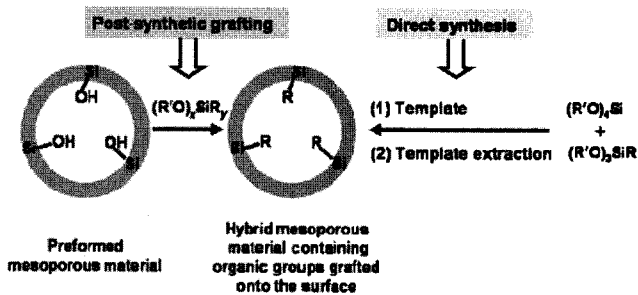 Post-synthetic grafting
Direct synthesis
Si
OH
Si
OH
OH
Si
(R'O)ₓSiRᵧ
Si
R
Si
R
R
Si
(1) Template
(2) Template extraction
(R'O)₄Si
+
(R'O)₃SiR
Preformed
mesoporous material
Hybrid mesoporous
material containing
organic groups grafted
onto the surface